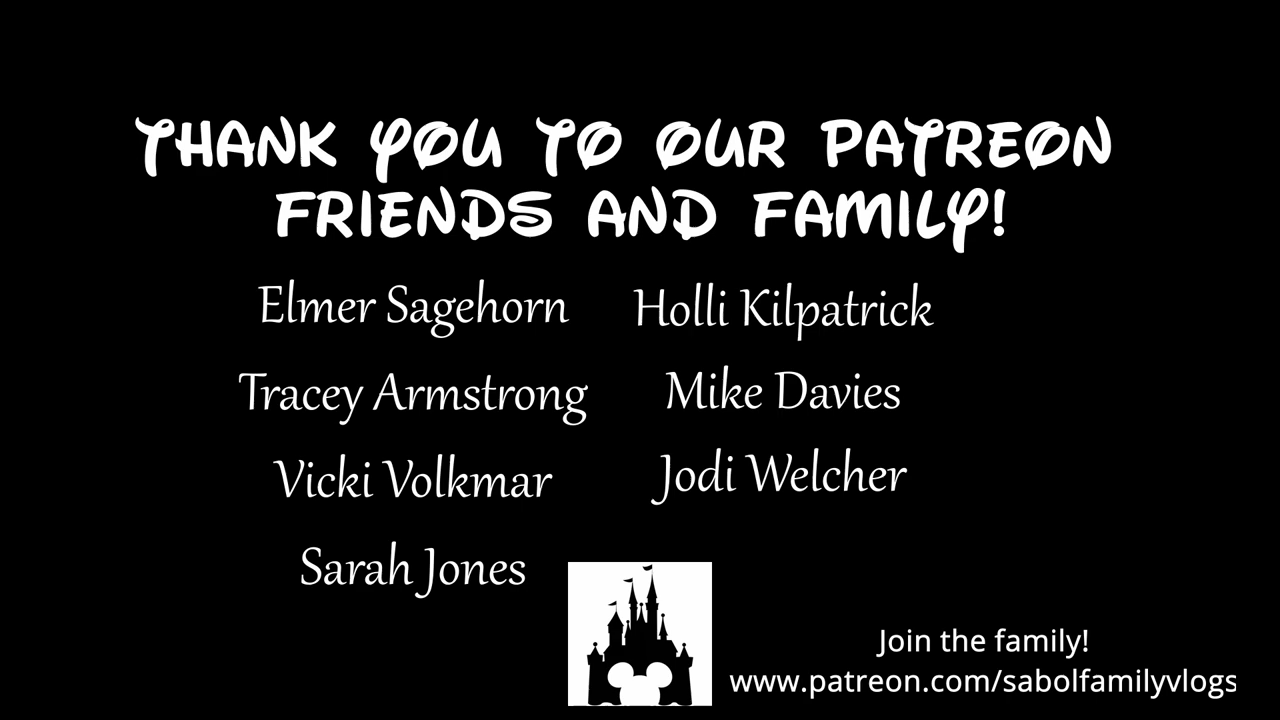 THANK YOU TO OUR PATREON
FRIENDS AND FAMILY!
Elmer Sagehorn
Holli Kilpatrick
Tracey Armstrong
Mike Davies
Vicki Volkmar
Jodi Welcher
Sarah Jones
Join the family!
www.patreon.com/sabolfamilyvlogs